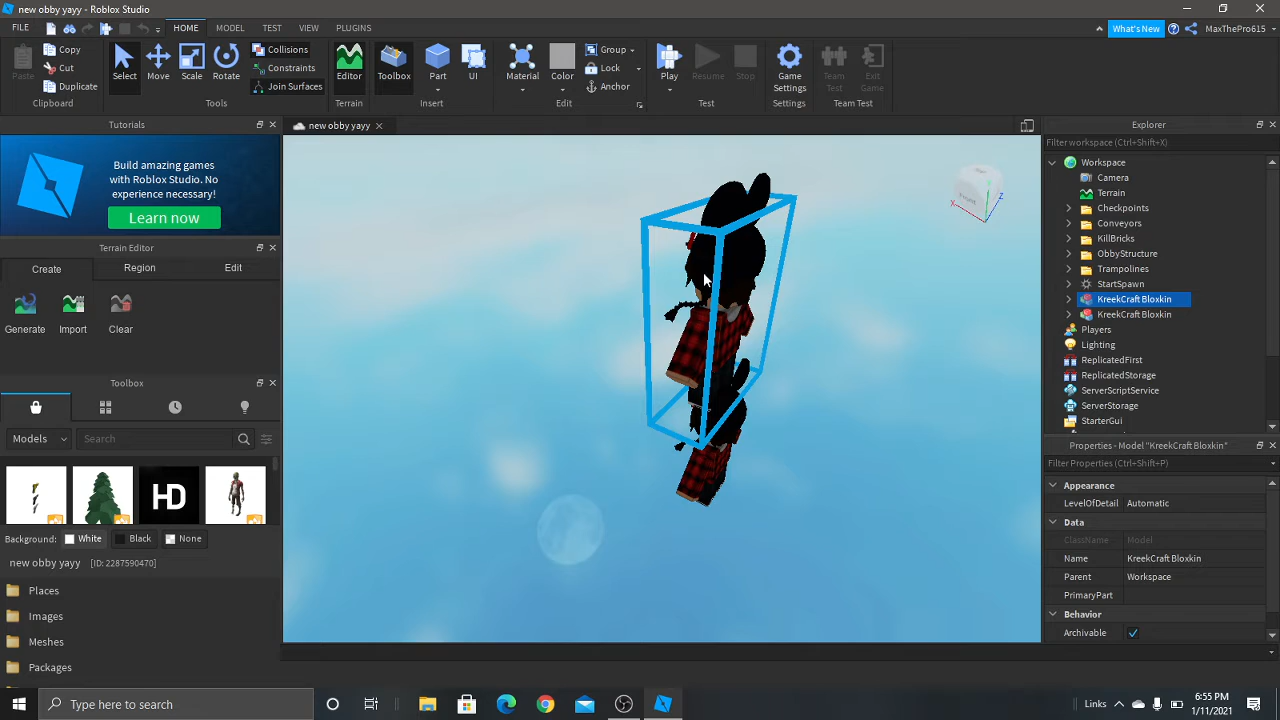 new obby yayy - Roblox Studio
FILE HOME MODEL TEST VIEW PLUGINS What's New MaxThePro615
Paste Copy Cut Duplicate Clipboard
Select Move Scale Rotate Collisions Constraints Join Surfaces Tools
Editor Terrain
Toolbox Part UI Insert
Material Color Group Lock Anchor Edit
Play Resume Stop Test
Game Settings Settings
Team Test Exit Game Team Test
Tutorials
new obby yayy
Build amazing games
with Roblox Studio. No
experience necessary!
Learn now
Terrain Editor
Create Region Edit
Generate Import Clear
Toolbox
Models Search
HD
Background: White Black None
new obby yayy [ID: 2287590470]
Places
Images
Meshes
Packages
Front
X
Z
Explorer
Filter workspace (Ctrl+Shift+X)
Workspace
Camera
Terrain
Checkpoints
Conveyors
KillBricks
ObbyStructure
Trampolines
StartSpawn
KreekCraft Bloxkin
KreekCraft Bloxkin
Players
Lighting
ReplicatedFirst
ReplicatedStorage
ServerScriptService
ServerStorage
StarterGui
Properties - Model "KreekCraft Bloxkin"
Filter Properties (Ctrl+Shift+P)
Appearance
LevelOfDetail Automatic
Data
ClassName Model
Name KreekCraft Bloxkin
Parent Workspace
PrimaryPart
Behavior
Archivable
Type here to search
Links
6:55 PM
1/11/2021